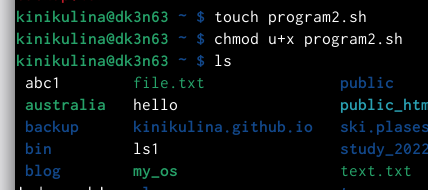 kinikulina@dk3n63 ~ $ touch program2.sh
kinikulina@dk3n63 ~ $ chmod u+x program2.sh
kinikulina@dk3n63 ~ $ ls
abc1 file.txt public
australia hello public_htm
backup kinikulina.github.io ski.plases
bin ls1 study_2022
blog my_os text.txt